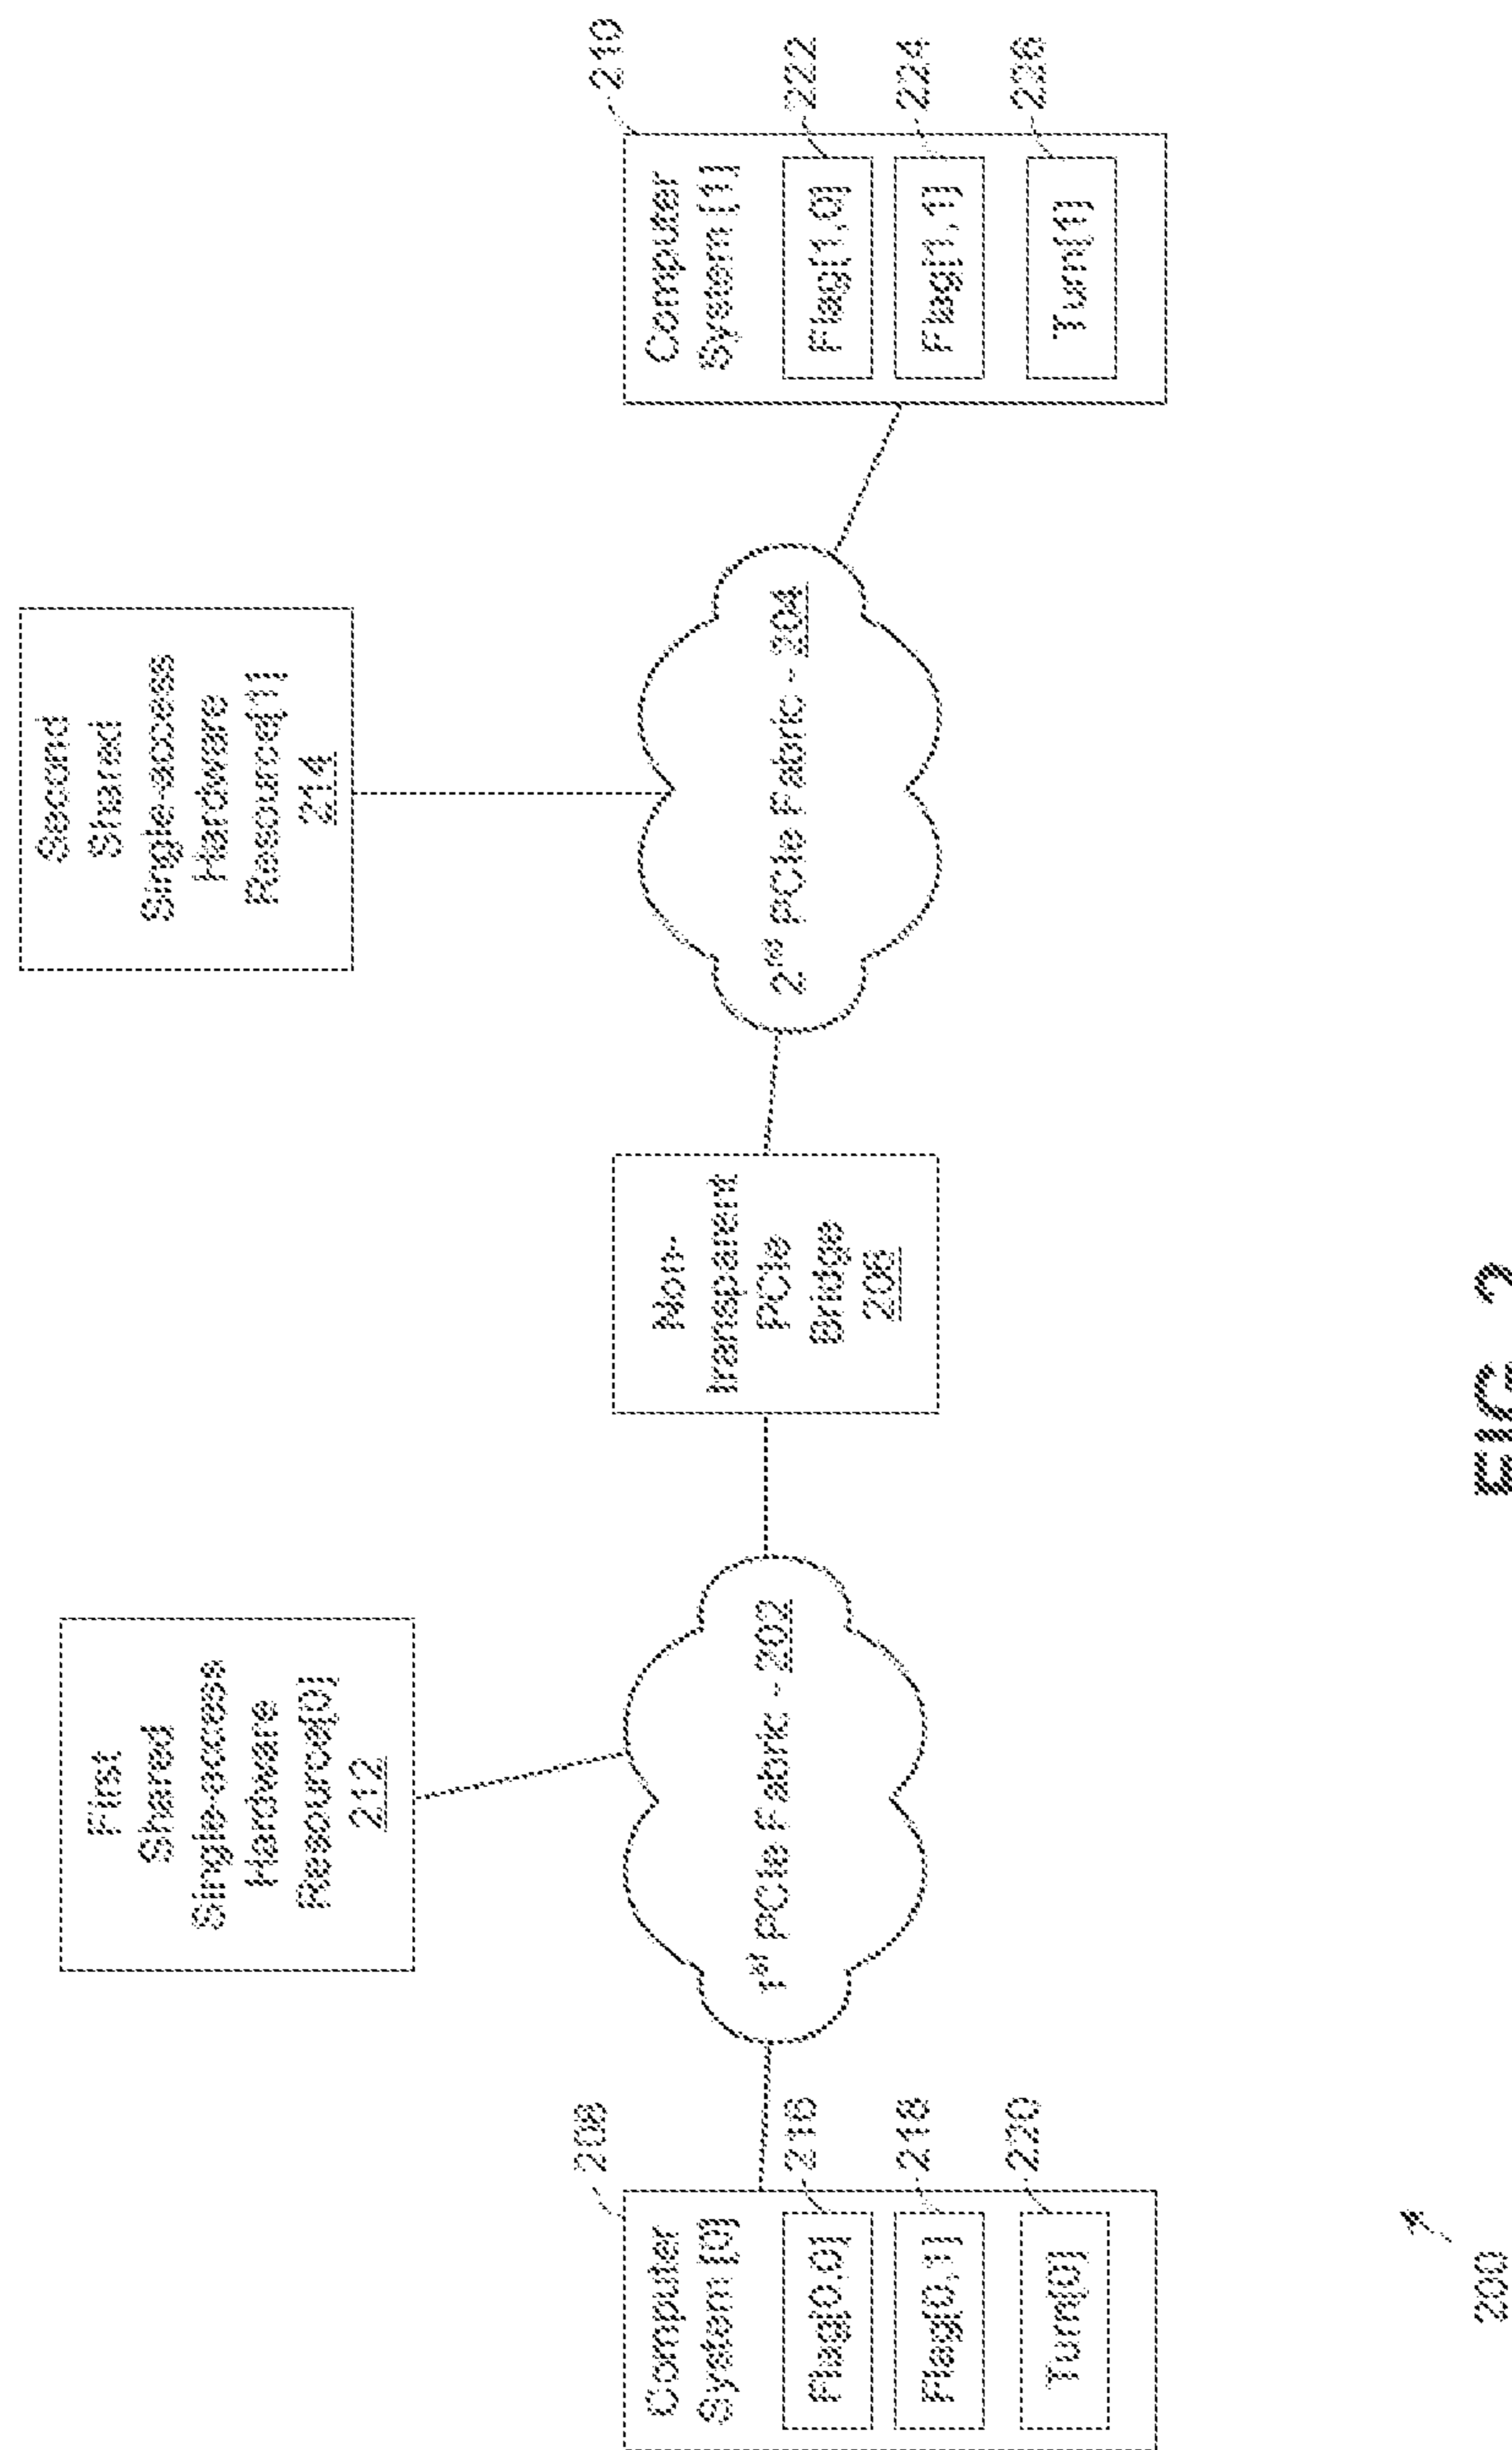 First
Shared
Single-access
Hardware
Resource[0]
212
Second
Shared
Single-access
Hardware
Resource[1]
214
208
Computer
System [0]
216
Flag[0,0]
218
Flag[0,1]
220
Turn[0]
1st PCIe Fabric - 202
Non-
transparent
PCIe
Bridge
206
2nd PCIe Fabric - 204
210
Computer
System [1]
222
Flag[1,0]
224
Flag[1,1]
226
Turn[1]
200
FIG. 2